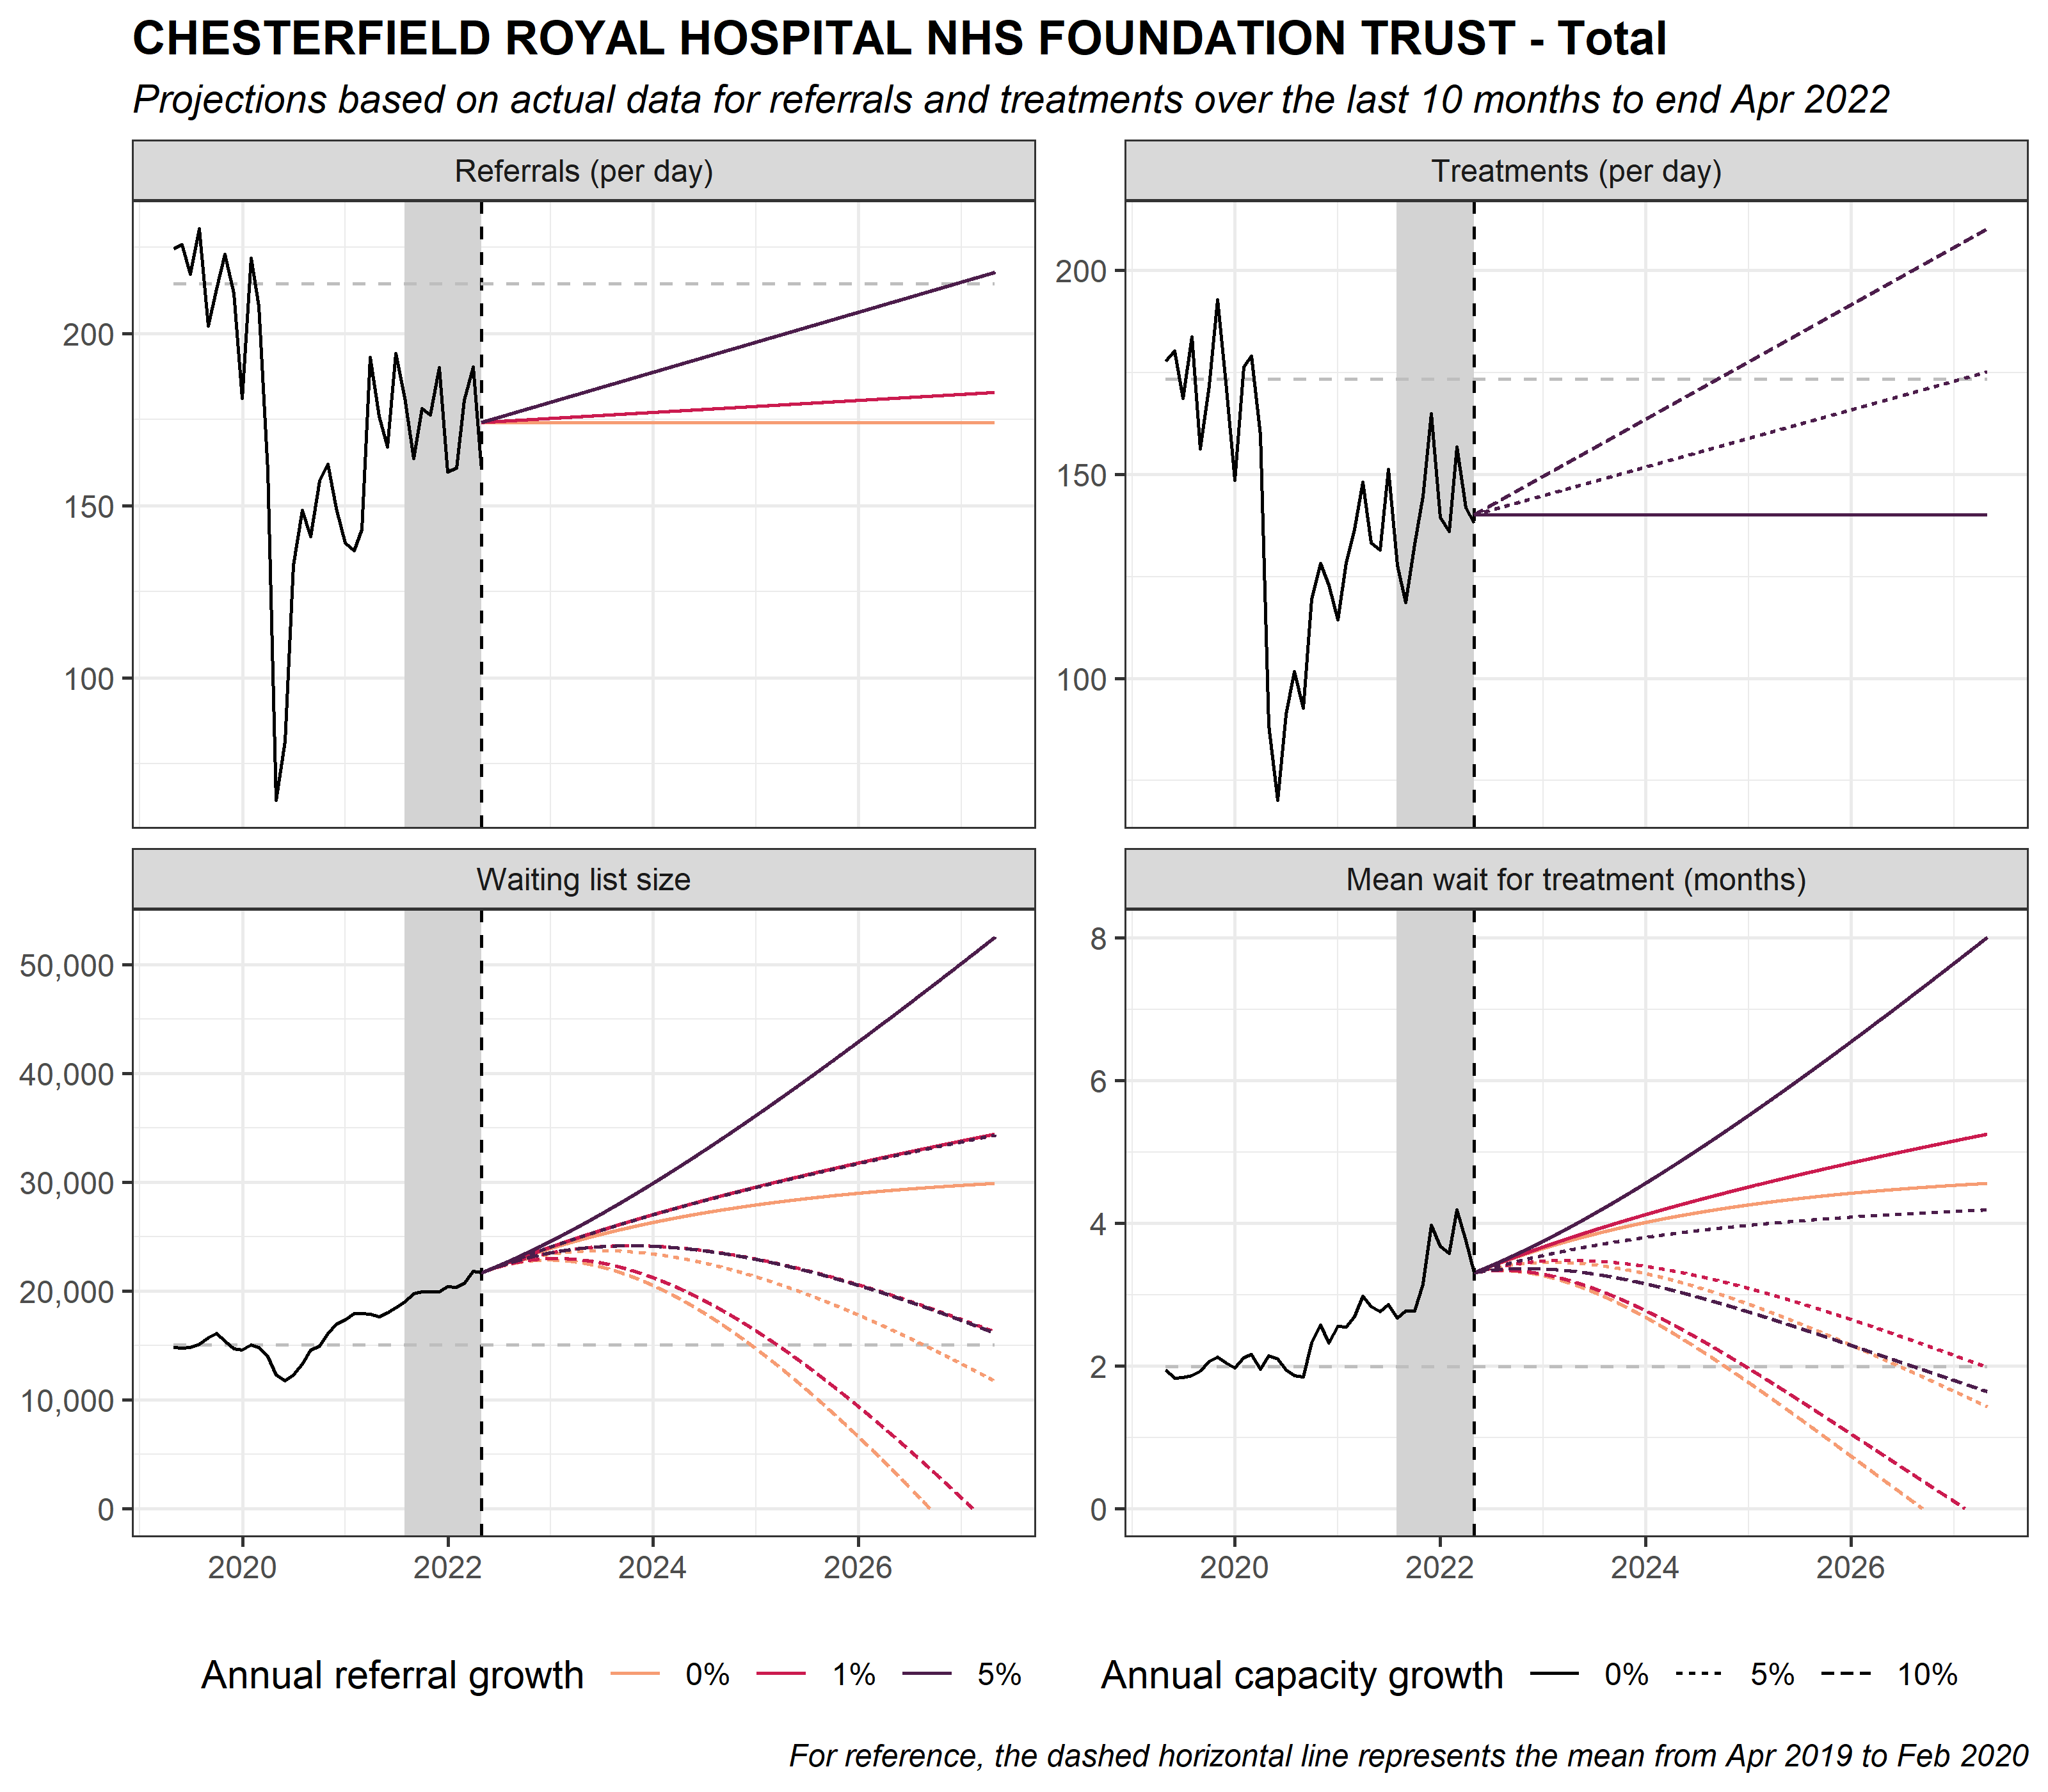 CHESTERFIELD ROYAL HOSPITAL NHS FOUNDATION TRUST - Total
Projections based on actual data for referrals and treatments over the last 10 months to end Apr 2022
Referrals (per day)
200
150
100
Treatments (per day)
200
150
100
Waiting list size
50,000
40,000
30,000
20,000
10,000
0
2020 2022 2024 2026
Mean wait for treatment (months)
8
6
4
2
0
2020 2022 2024 2026
Annual referral growth 0% 1% 5%
Annual capacity growth 0% 5% 10%
For reference, the dashed horizontal line represents the mean from Apr 2019 to Feb 2020